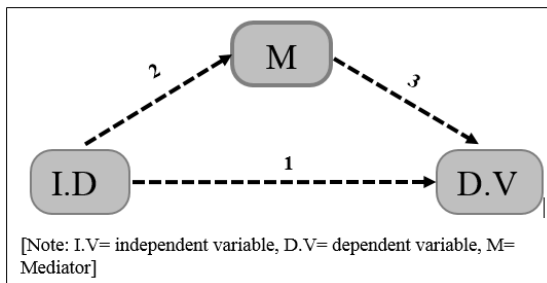 M
2
3
I.D
1
D.V
[Note: I.V= independent variable, D.V= dependent variable, M=
Mediator]